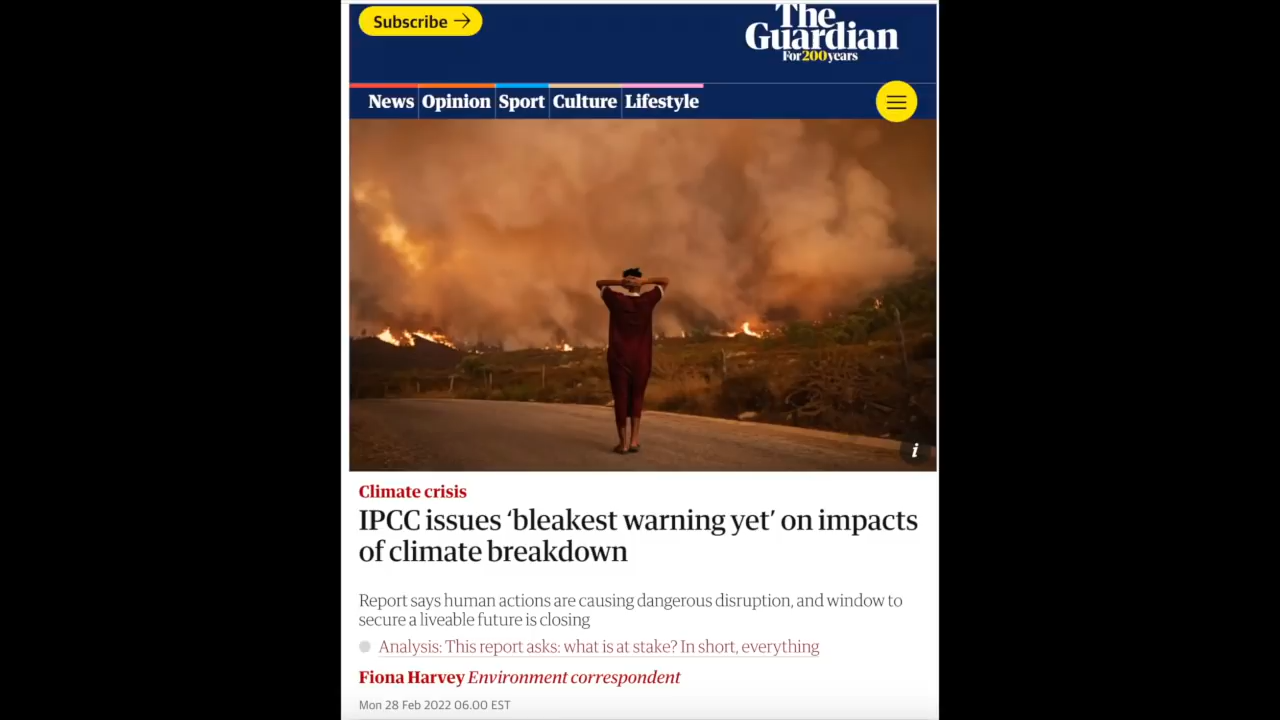 Subscribe →
The
Guardian
For 200 years
News Opinion Sport Culture Lifestyle
i
Climate crisis
IPCC issues ‘bleakest warning yet’ on impacts
of climate breakdown
Report says human actions are causing dangerous disruption, and window to
secure a liveable future is closing
Analysis: This report asks: what is at stake? In short, everything
Fiona Harvey Environment correspondent
Mon 28 Feb 2022 06.00 EST